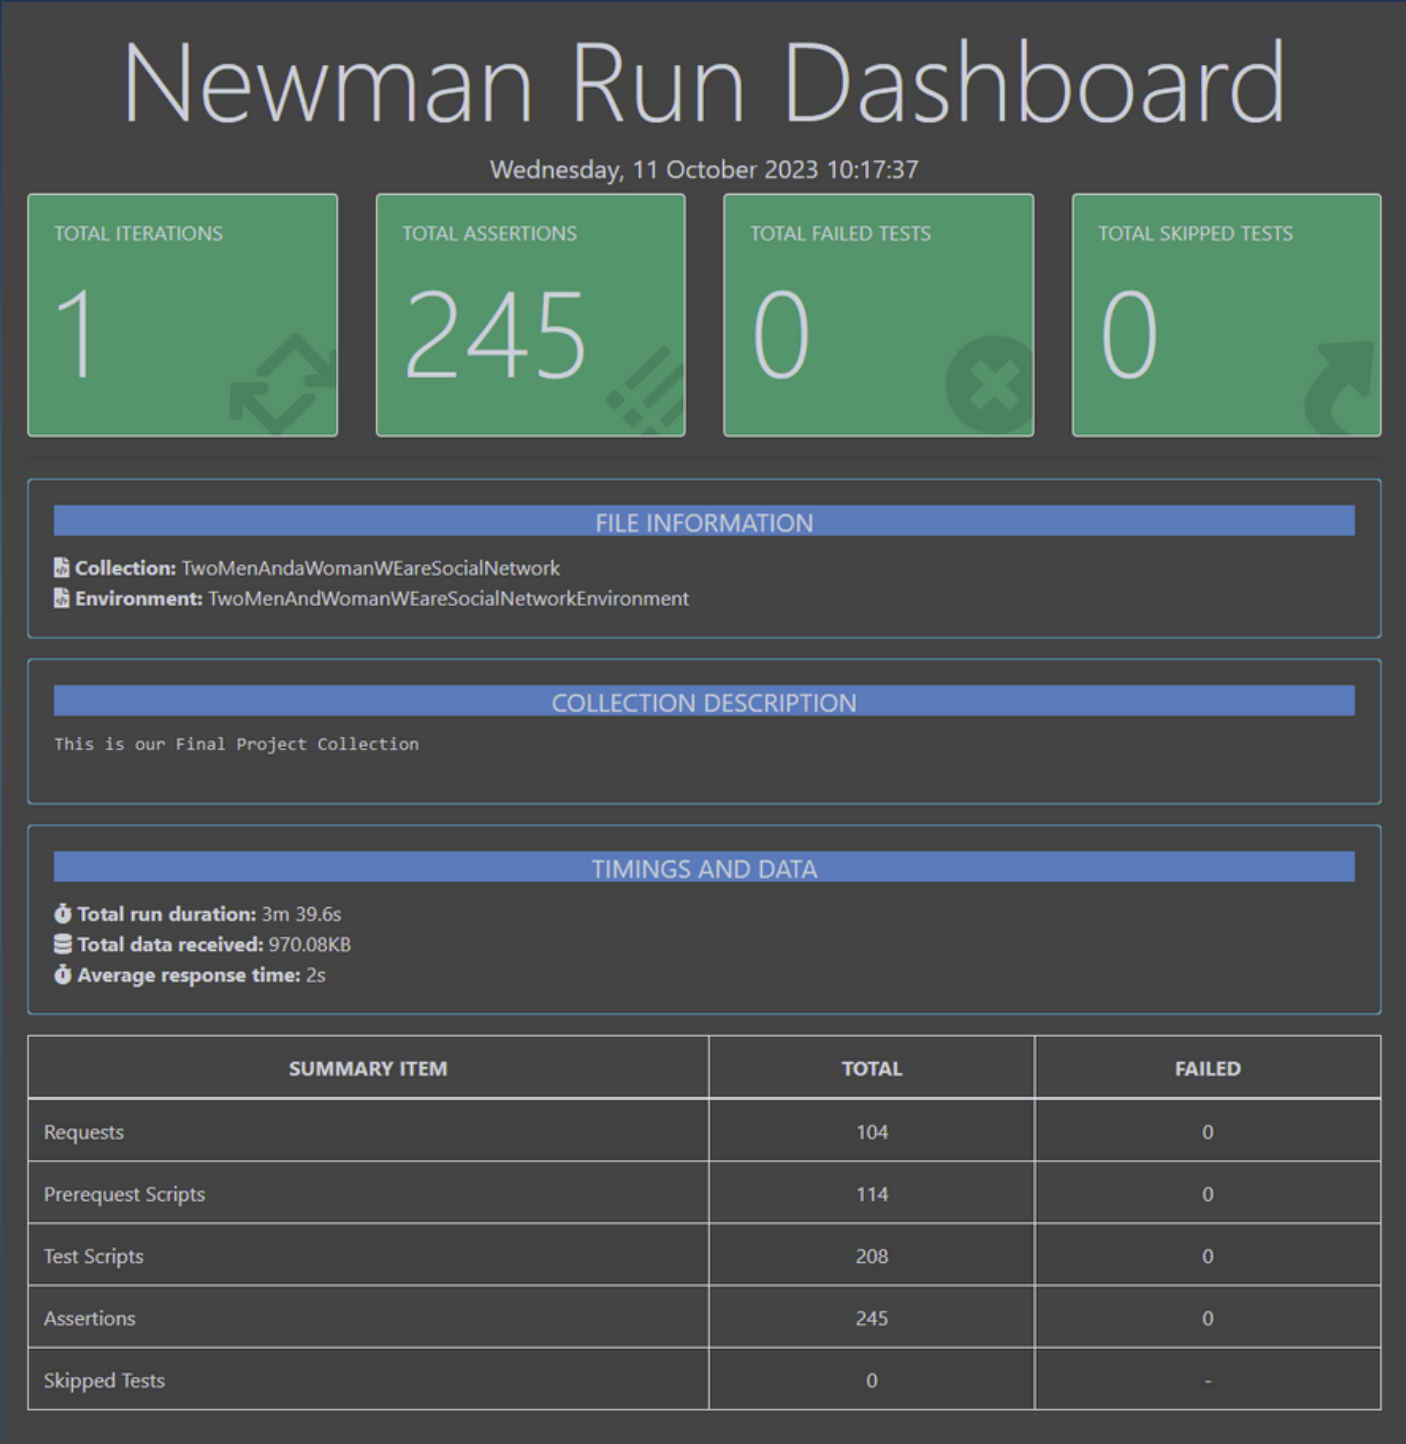 Newman Run Dashboard
Wednesday, 11 October 2023 10:17:37
TOTAL ITERATIONS
1
TOTAL ASSERTIONS
245
TOTAL FAILED TESTS
0
TOTAL SKIPPED TESTS
0
FILE INFORMATION
Collection: TwoMenAndaWomanWEareSocialNetwork
Environment: TwoMenAndWomanWEareSocialNetworkEnvironment
COLLECTION DESCRIPTION
This is our Final Project Collection
TIMINGS AND DATA
Total run duration: 3m 39.6s
Total data received: 970.08KB
Average response time: 2s
SUMMARY ITEM TOTAL FAILED
Requests 104 0
Prerequest Scripts 114 0
Test Scripts 208 0
Assertions 245 0
Skipped Tests 0 -